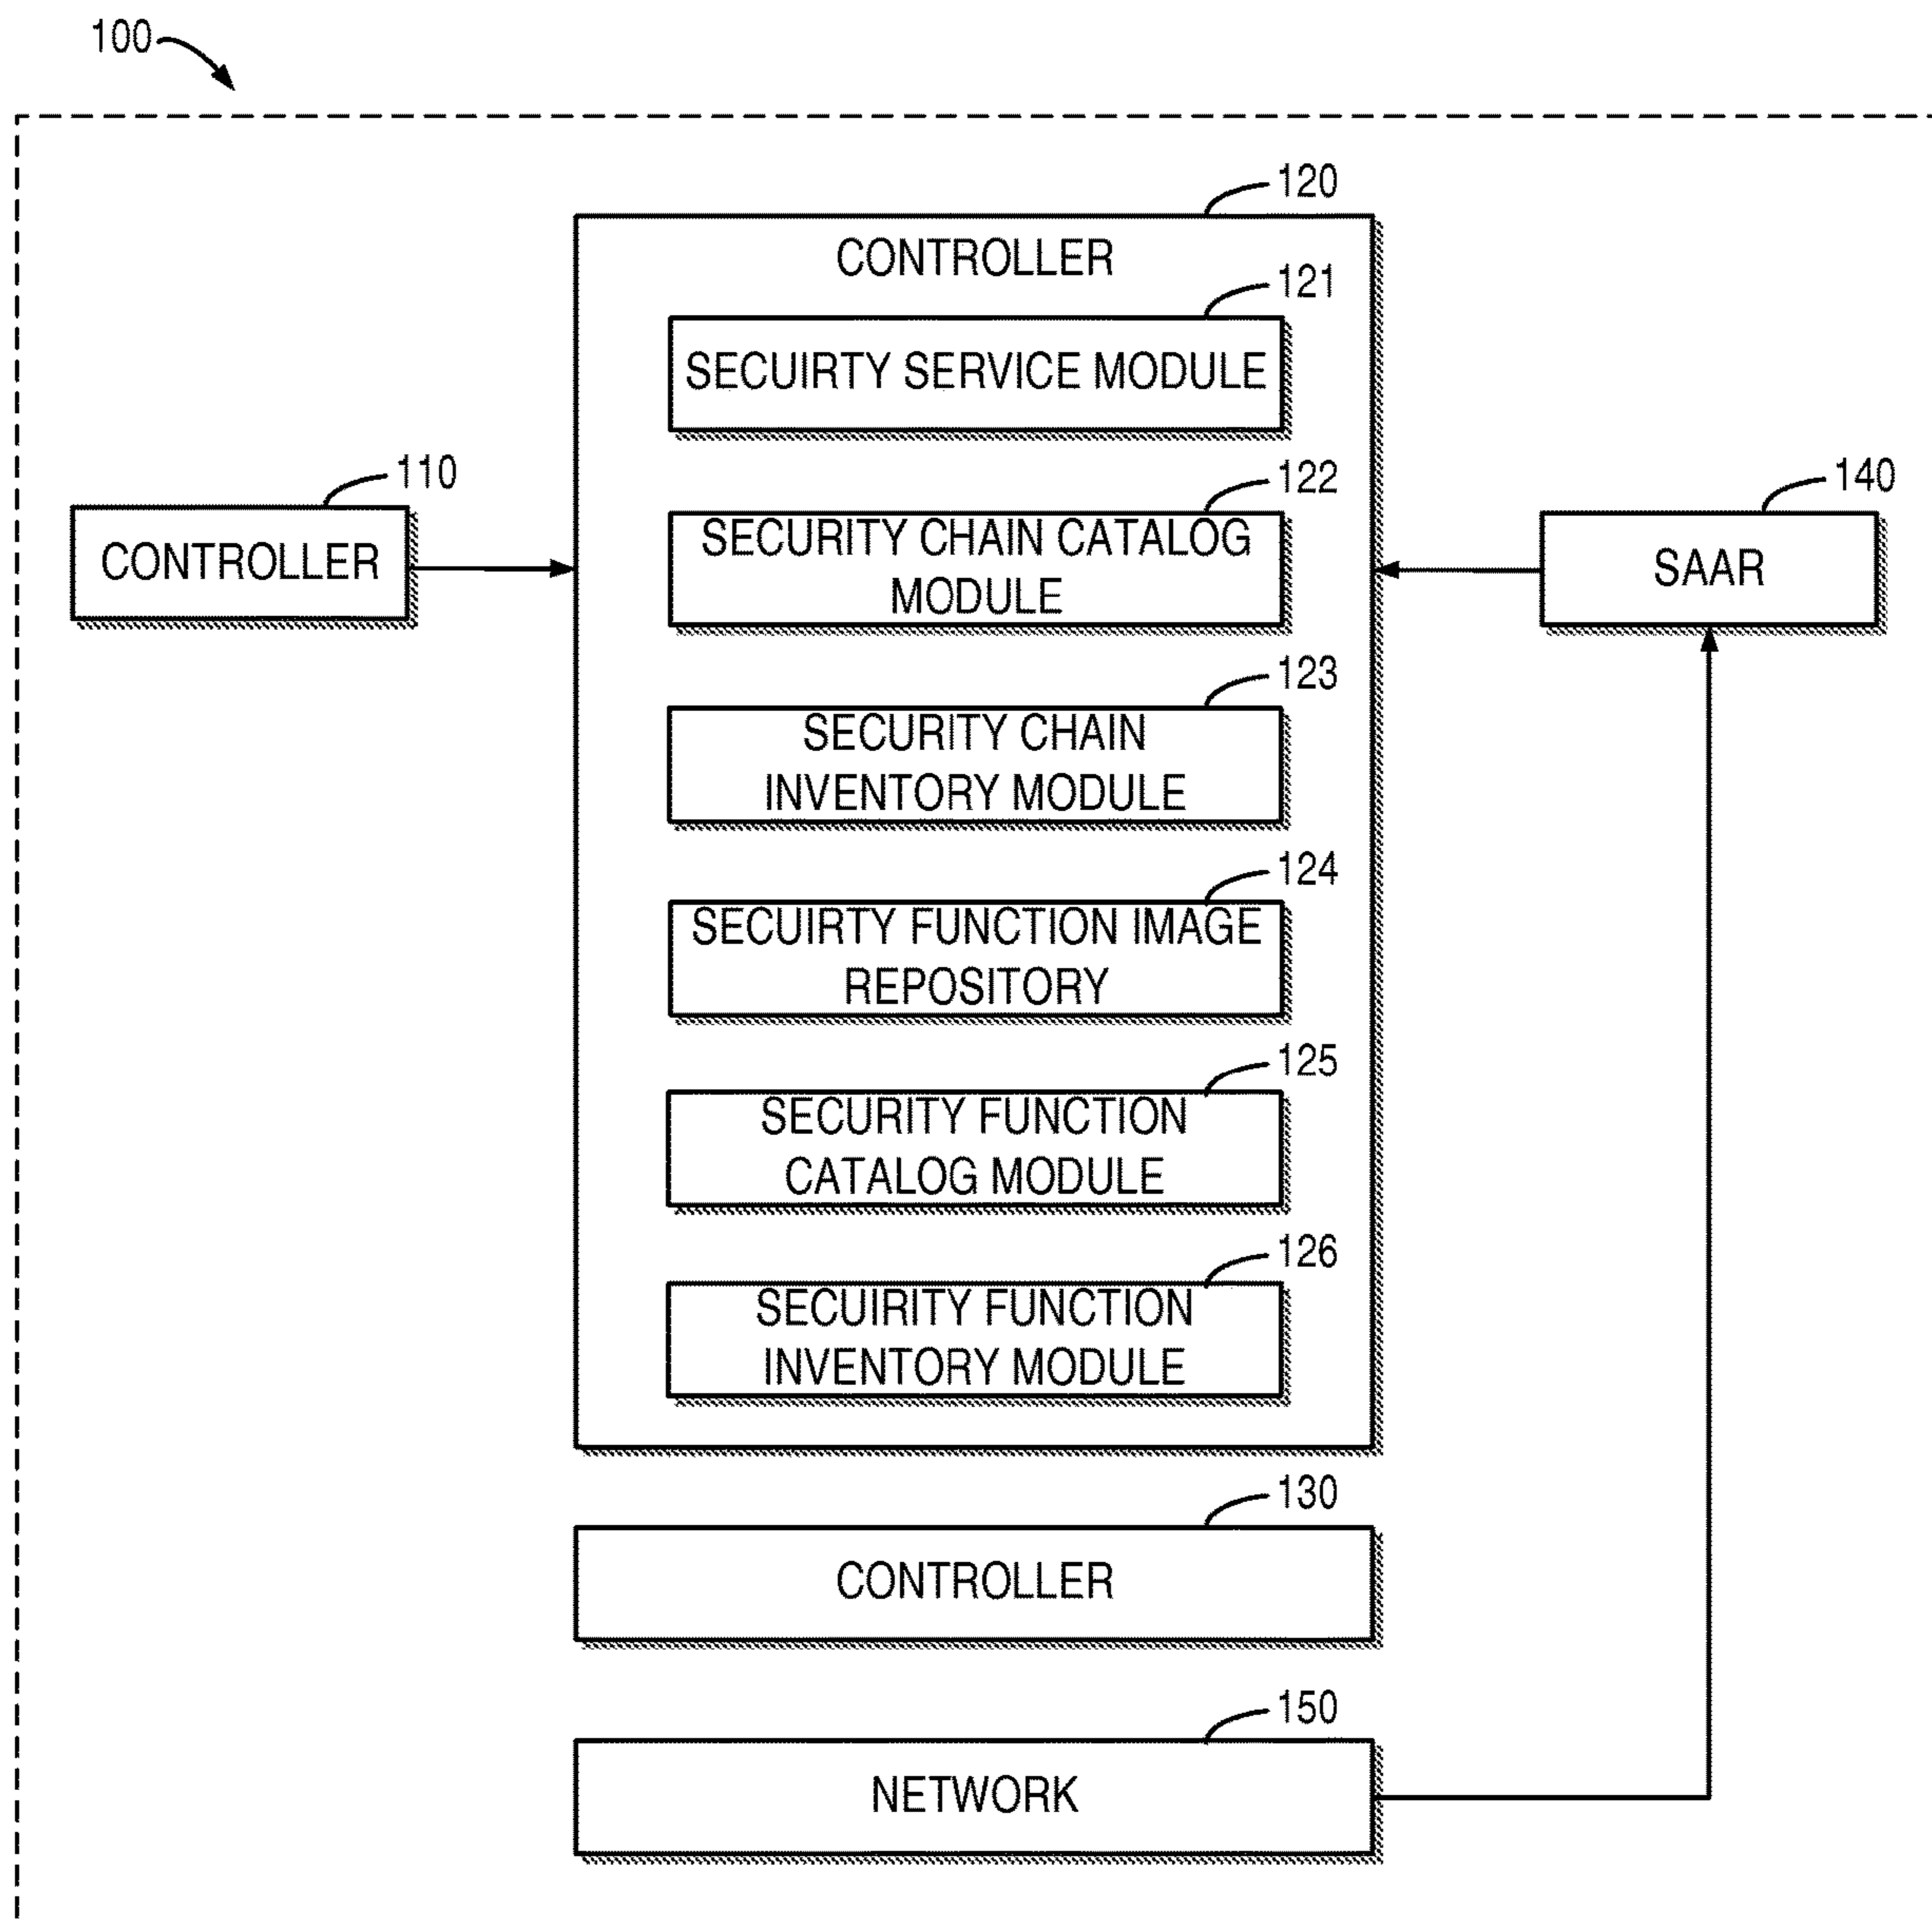 100
120
CONTROLLER
121
SECUIRTY SERVICE MODULE
110
CONTROLLER
122
SECURITY CHAIN CATALOG
MODULE
140
SAAR
123
SECURITY CHAIN
INVENTORY MODULE
124
SECUIRTY FUNCTION IMAGE
REPOSITORY
125
SECURITY FUNCTION
CATALOG MODULE
126
SECUIRITY FUNCTION
INVENTORY MODULE
130
CONTROLLER
150
NETWORK